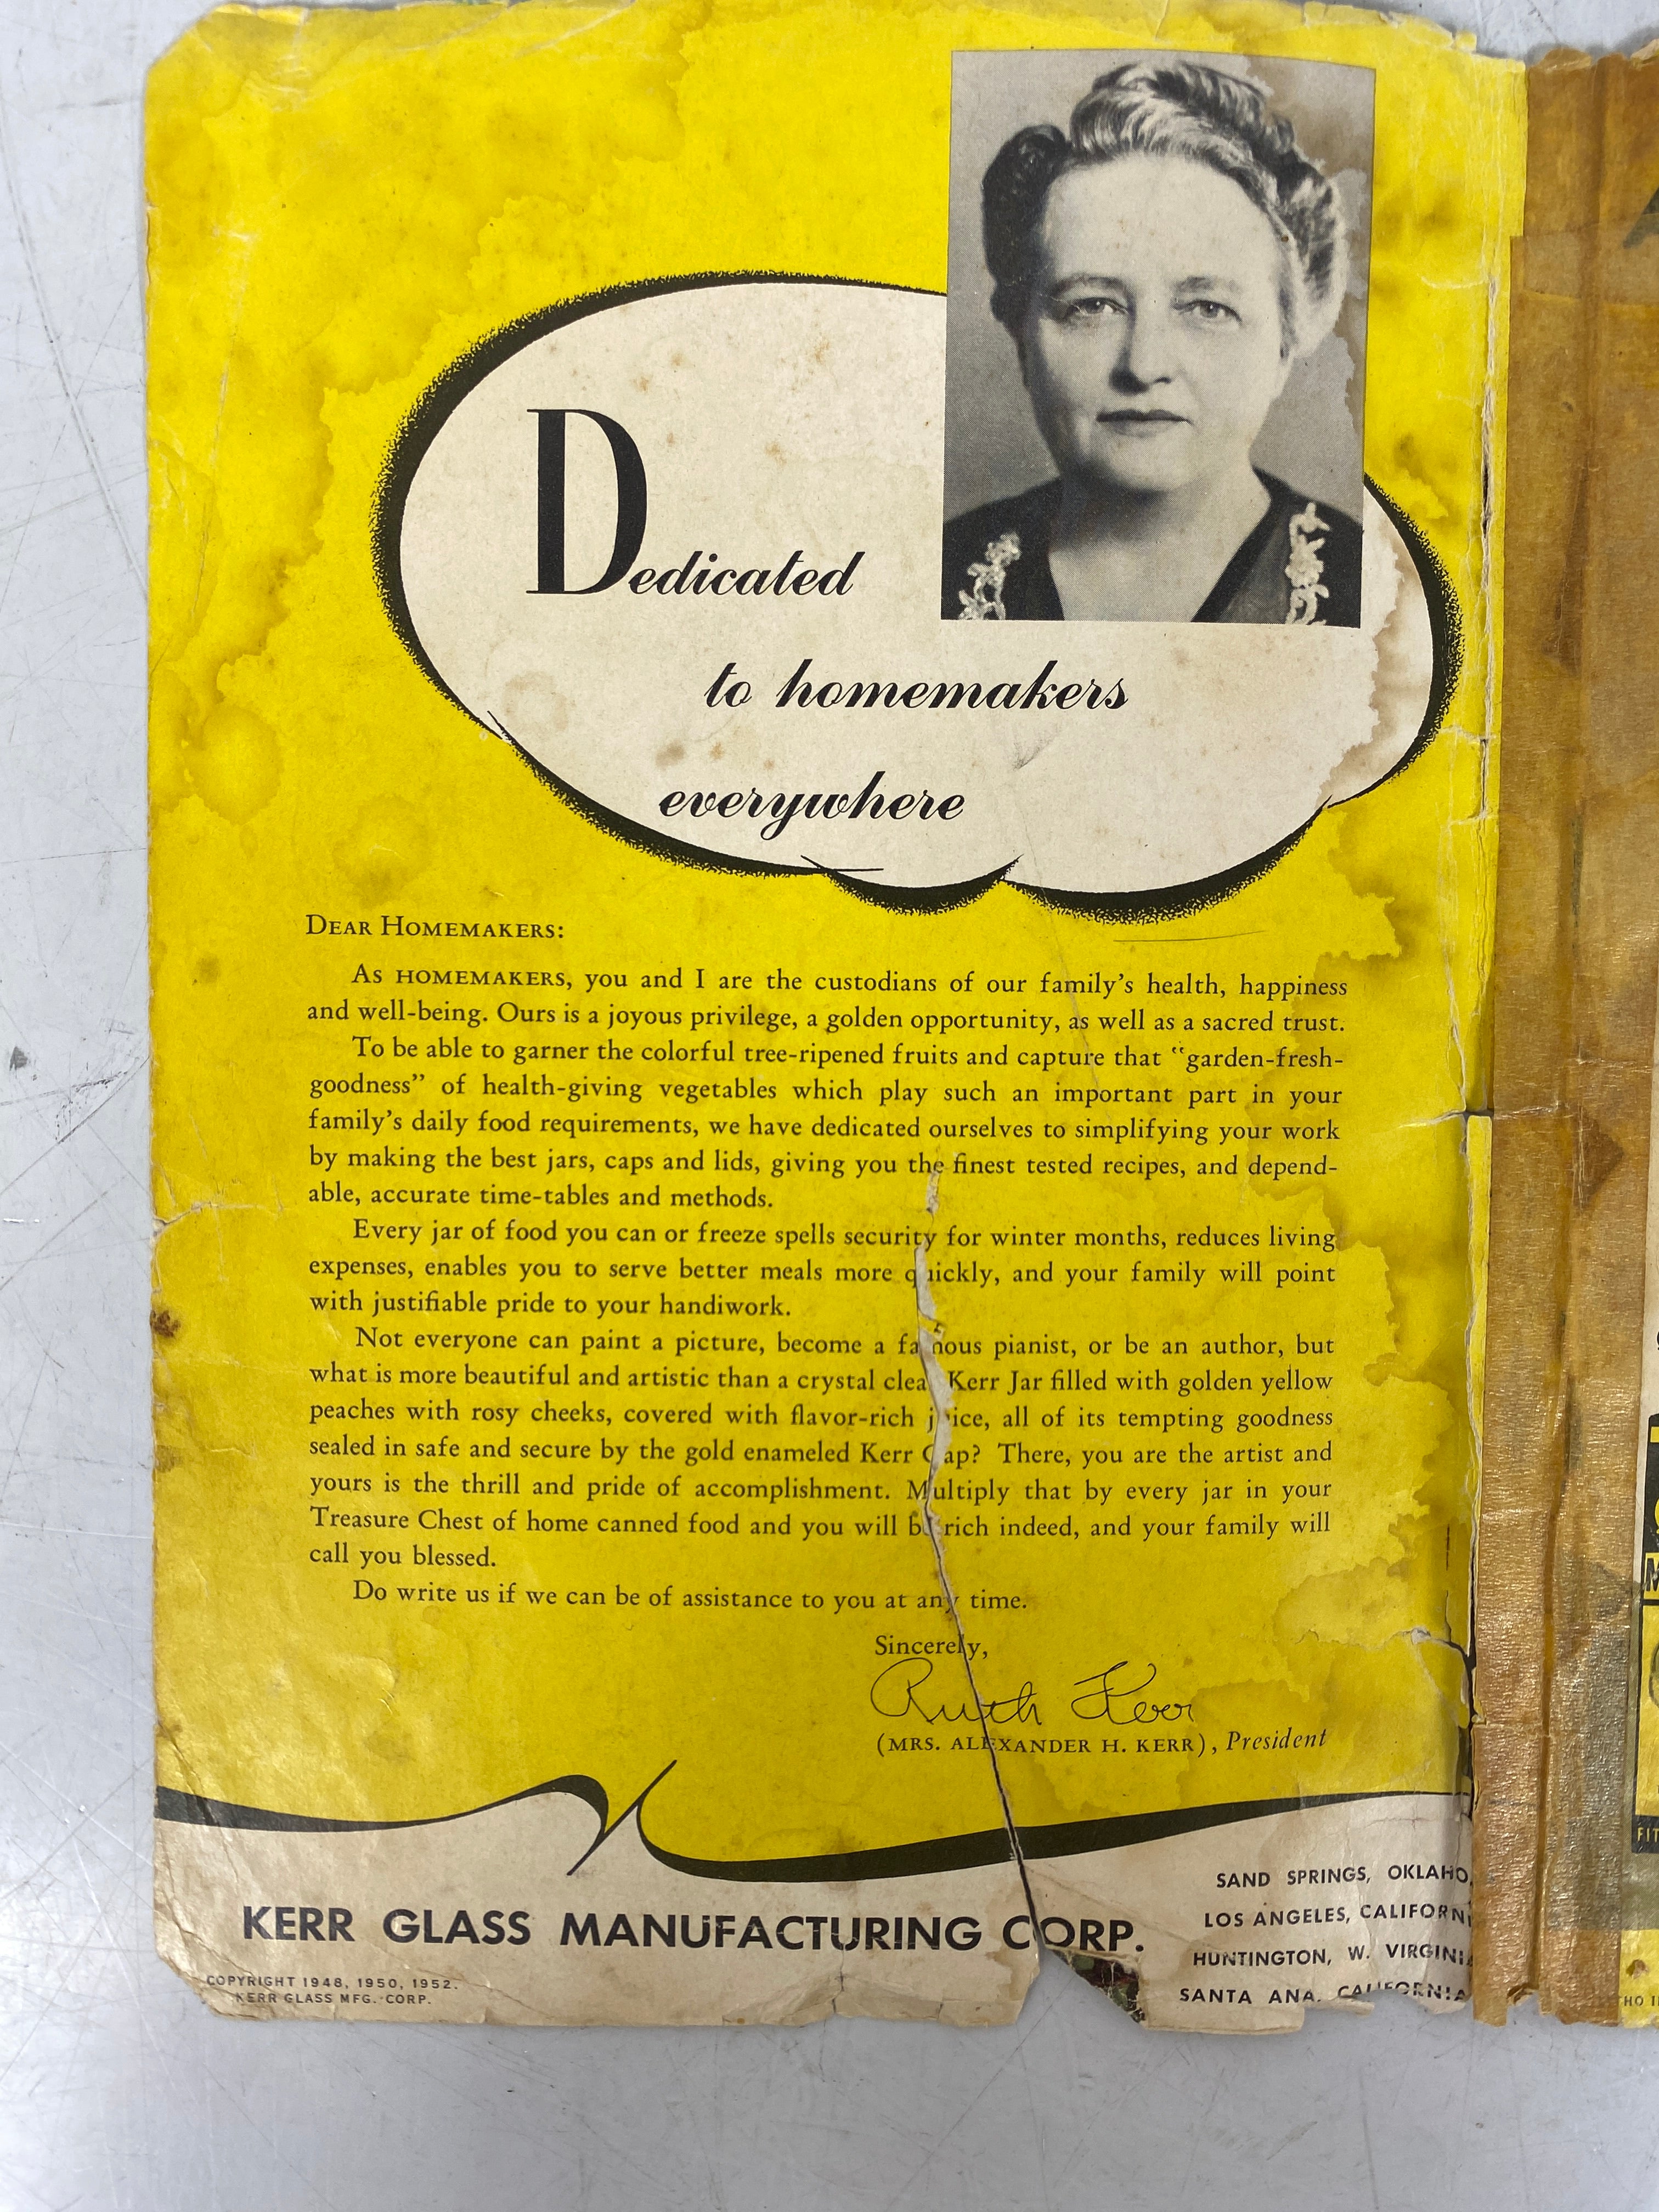 Dedicated
to homemakers
everywhere
DEAR HOMEMAKERS:
AS HOMEMAKERS, you and I are the custodians of our family's health, happiness
and well-being. Ours is a joyous privilege, a golden opportunity, as well as a sacred trust.
To be able to garner the colorful tree-ripened fruits and capture that "garden-fresh-
goodness" of health-giving vegetables which play such an important part in your
family's daily food requirements, we have dedicated ourselves to simplifying your work
by making the best jars, caps and lids, giving you the finest tested recipes, and depend-
able, accurate time-tables and methods.
Every jar of food you can or freeze spells security for winter months, reduces living
expenses, enables you to serve better meals more quickly, and your family will point
with justifiable pride to your handiwork.
Not everyone can paint a picture, become a famous pianist, or be an author, but
what is more beautiful and artistic than a crystal clear Kerr Jar filled with golden yellow
peaches with rosy cheeks, covered with flavor-rich juice, all of its tempting goodness
sealed in safe and secure by the gold enameled Kerr Cap? There, you are the artist and
yours is the thrill and pride of accomplishment. Multiply that by every jar in your
Treasure Chest of home canned food and you will be rich indeed, and your family will
call you blessed.
Do write us if we can be of assistance to you at any time.
Sincerely,
Ruth Kerr
(MRS. ALEXANDER H. KERR), President
KERR GLASS MANUFACTURING CORP.
SAND SPRINGS, OKLAHO
LOS ANGELES, CALIFORNI
HUNTINGTON, W. VIRGINIA
SANTA ANA, CALIFORNIA
COPYRIGHT 1948, 1950, 1952.
KERR GLASS MFG. CORP.